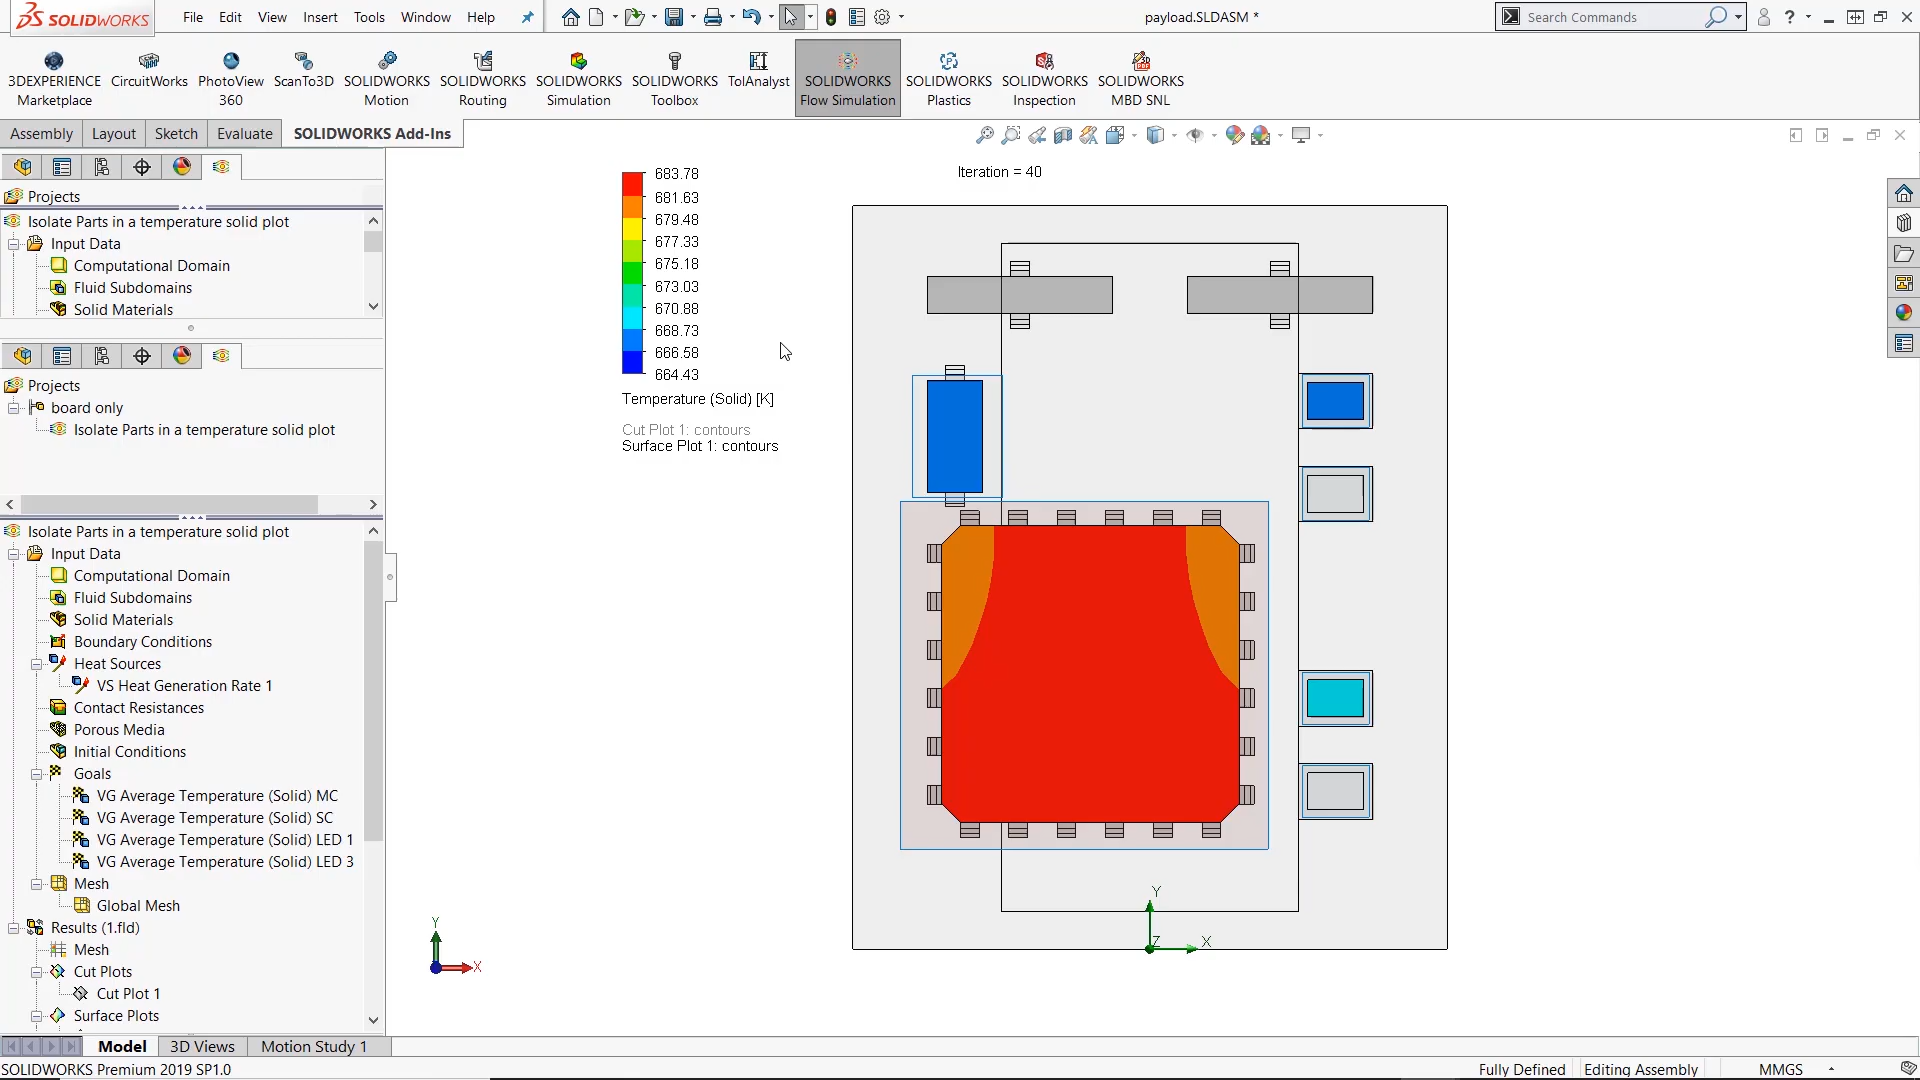 SOLIDWORKS
File Edit View Insert Tools Window Help
payload.SLDASM *
Search Commands
3DEXPERIENCE Marketplace
CircuitWorks
PhotoView 360
ScanTo3D
SOLIDWORKS Motion
SOLIDWORKS Routing
SOLIDWORKS Simulation
SOLIDWORKS Toolbox
TolAnalyst
SOLIDWORKS Flow Simulation
SOLIDWORKS Plastics
SOLIDWORKS Inspection
SOLIDWORKS MBD SNL
Assembly Layout Sketch Evaluate SOLIDWORKS Add-Ins
Projects
Isolate Parts in a temperature solid plot
Input Data
Computational Domain
Fluid Subdomains
Solid Materials
Projects
board only
Isolate Parts in a temperature solid plot
Isolate Parts in a temperature solid plot
Input Data
Computational Domain
Fluid Subdomains
Solid Materials
Boundary Conditions
Heat Sources
VS Heat Generation Rate 1
Contact Resistances
Porous Media
Initial Conditions
Goals
VG Average Temperature (Solid) MC
VG Average Temperature (Solid) SC
VG Average Temperature (Solid) LED 1
VG Average Temperature (Solid) LED 3
Mesh
Global Mesh
Results (1.fld)
Mesh
Cut Plots
Cut Plot 1
Surface Plots
683.78
681.63
679.48
677.33
675.18
673.03
670.88
668.73
666.58
664.43
Temperature (Solid) [K]
Cut Plot 1: contours
Surface Plot 1: contours
Iteration = 40
Y
Z
X
Y
X
Model 3D Views Motion Study 1
SOLIDWORKS Premium 2019 SP1.0
Fully Defined Editing Assembly MMGS